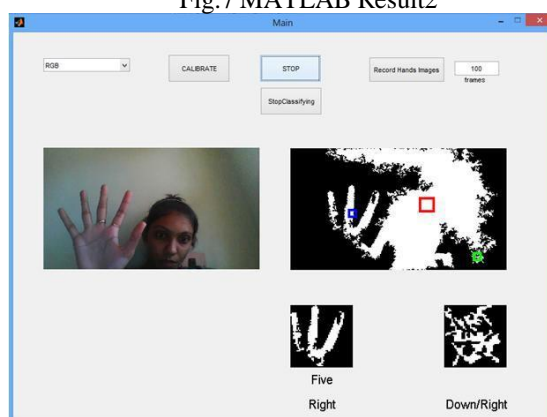 Fig.7 MATLAB Result2
Main
RGB
CALIBRATE
STOP
Record Hands Images
100
frames
StopClassifying
Five
Right
Down/Right